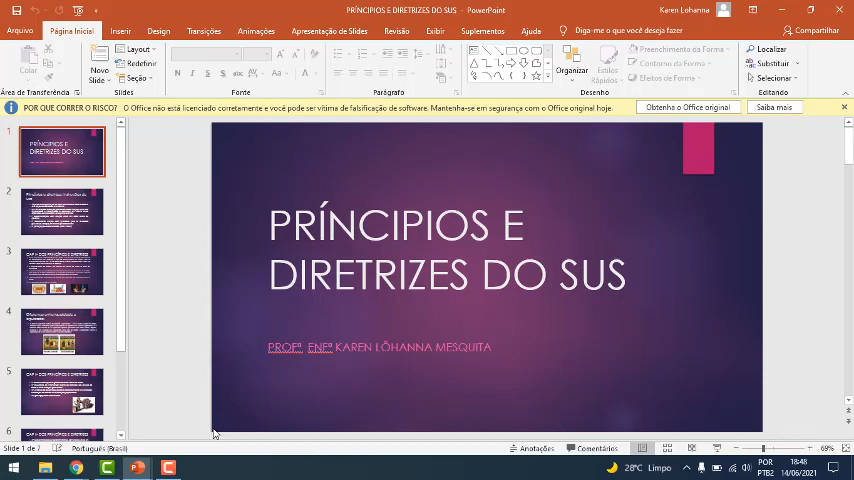 PRÍNCIPIOS E DIRETRIZES DO SUS - PowerPoint
Karen Lohanna
Arquivo
Página Inicial
Inserir
Design
Transições
Animações
Apresentação de Slides
Revisão
Exibir
Suplementos
Ajuda
Diga-me o que você deseja fazer
Compartilhar
Colar
Novo Slide
Layout
Redefinir
Seção
Organizar
Estilos Rápidos
Preenchimento da Forma
Contorno da Forma
Efeitos de Forma
Localizar
Substituir
Selecionar
Área de Transferência
Slides
Fonte
Parágrafo
Desenho
Editando
POR QUE CORRER O RISCO? O Office não está licenciado corretamente e você pode ser vítima de falsificação de software. Mantenha-se em segurança com o Office original hoje.
Obtenha o Office original
Saiba mais
1
PRÍNCIPIOS E
DIRETRIZES DO SUS
2
3
4
5
6
PRÍNCIPIOS E
DIRETRIZES DO SUS
PROFª ENFª KAREN LÔHANNA MESQUITA
Slide 1 de 7
Português (Brasil)
Anotações
Comentários
69%
28°C Limpo
POR
PTB2
18:48
14/06/2021